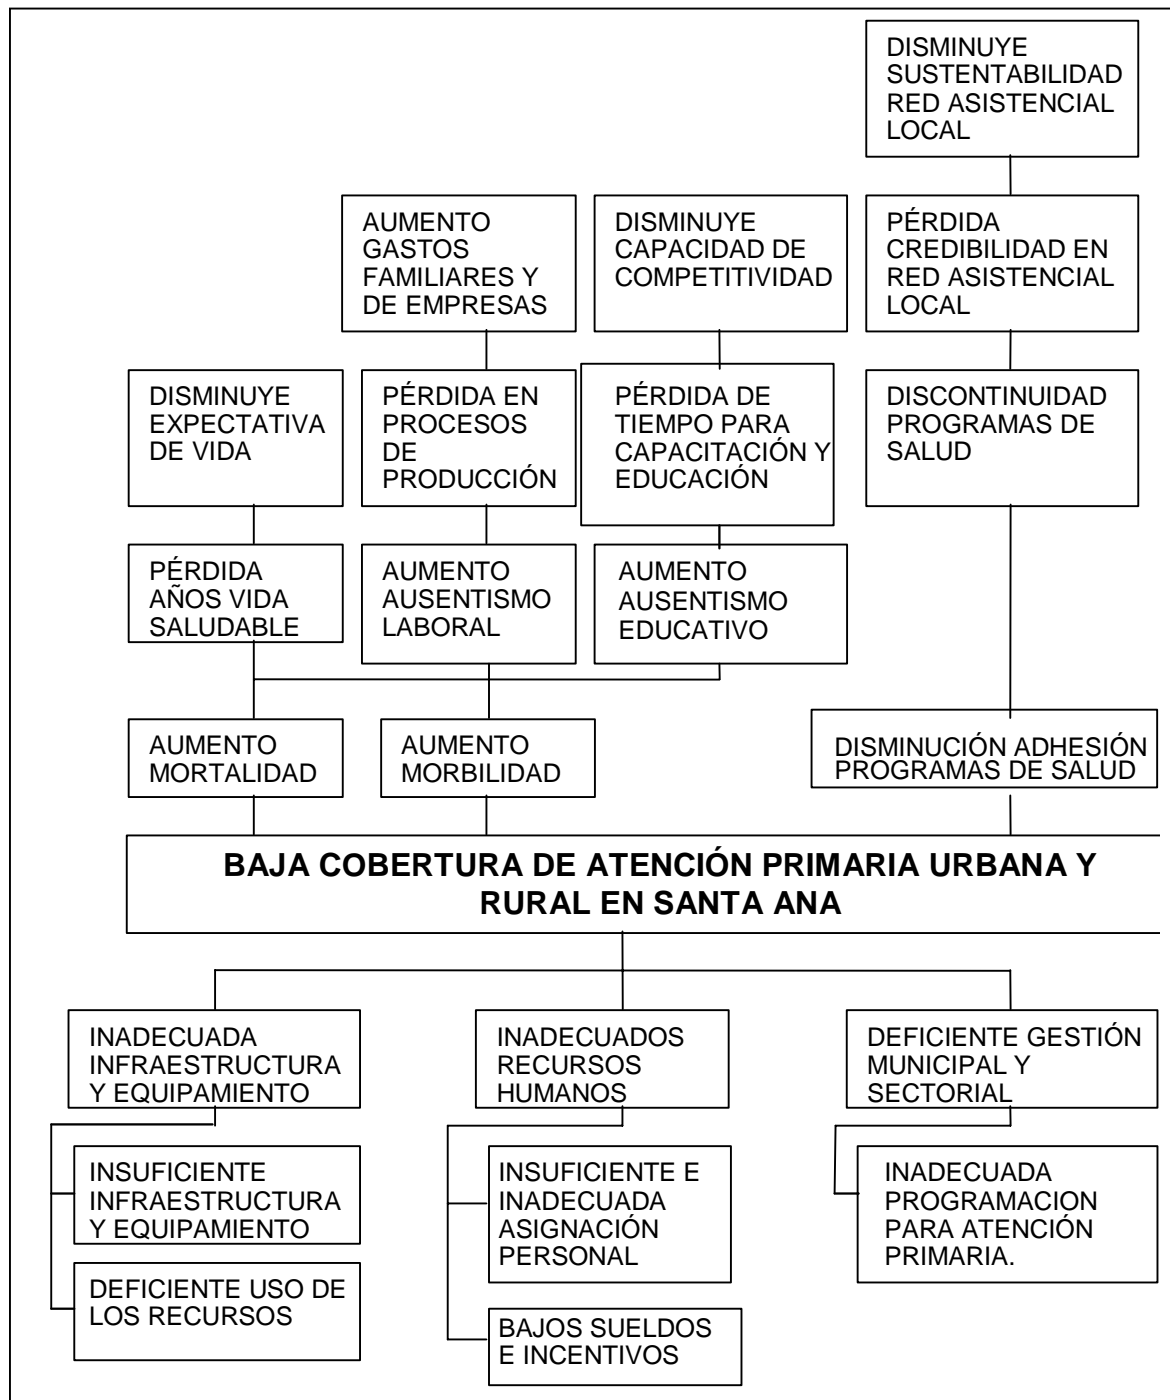 DISMINUYE
SUSTENTABILIDAD
RED ASISTENCIAL
LOCAL
AUMENTO
GASTOS
FAMILIARES Y
DE EMPRESAS
DISMINUYE
CAPACIDAD DE
COMPETITIVIDAD
PÉRDIDA
CREDIBILIDAD EN
RED ASISTENCIAL
LOCAL
DISMINUYE
EXPECTATIVA
DE VIDA
PÉRDIDA EN
PROCESOS
DE
PRODUCCIÓN
PÉRDIDA DE
TIEMPO PARA
CAPACITACIÓN Y
EDUCACIÓN
DISCONTINUIDAD
PROGRAMAS DE
SALUD
PÉRDIDA
AÑOS VIDA
SALUDABLE
AUMENTO
AUSENTISMO
LABORAL
AUMENTO
AUSENTISMO
EDUCATIVO
AUMENTO
MORTALIDAD
AUMENTO
MORBILIDAD
DISMINUCIÓN ADHESIÓN
PROGRAMAS DE SALUD
BAJA COBERTURA DE ATENCIÓN PRIMARIA URBANA Y
RURAL EN SANTA ANA
INADECUADA
INFRAESTRUCTURA
Y EQUIPAMIENTO
INADECUADOS
RECURSOS
HUMANOS
DEFICIENTE GESTIÓN
MUNICIPAL Y
SECTORIAL
INSUFICIENTE
INFRAESTRUCTURA
Y EQUIPAMIENTO
INSUFICIENTE E
INADECUADA
ASIGNACIÓN
PERSONAL
INADECUADA
PROGRAMACION
PARA ATENCIÓN
PRIMARIA.
DEFICIENTE USO DE
LOS RECURSOS
BAJOS SUELDOS
E INCENTIVOS